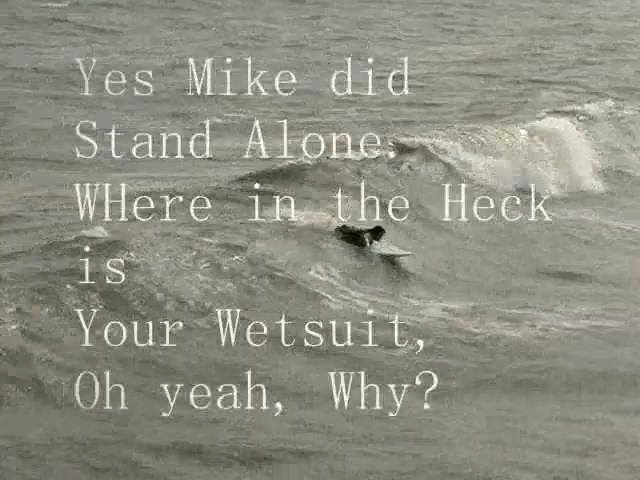 Yes Mike did
Stand Alone.
WHere in the Heck
is
Your Wetsuit,
Oh yeah, Why?